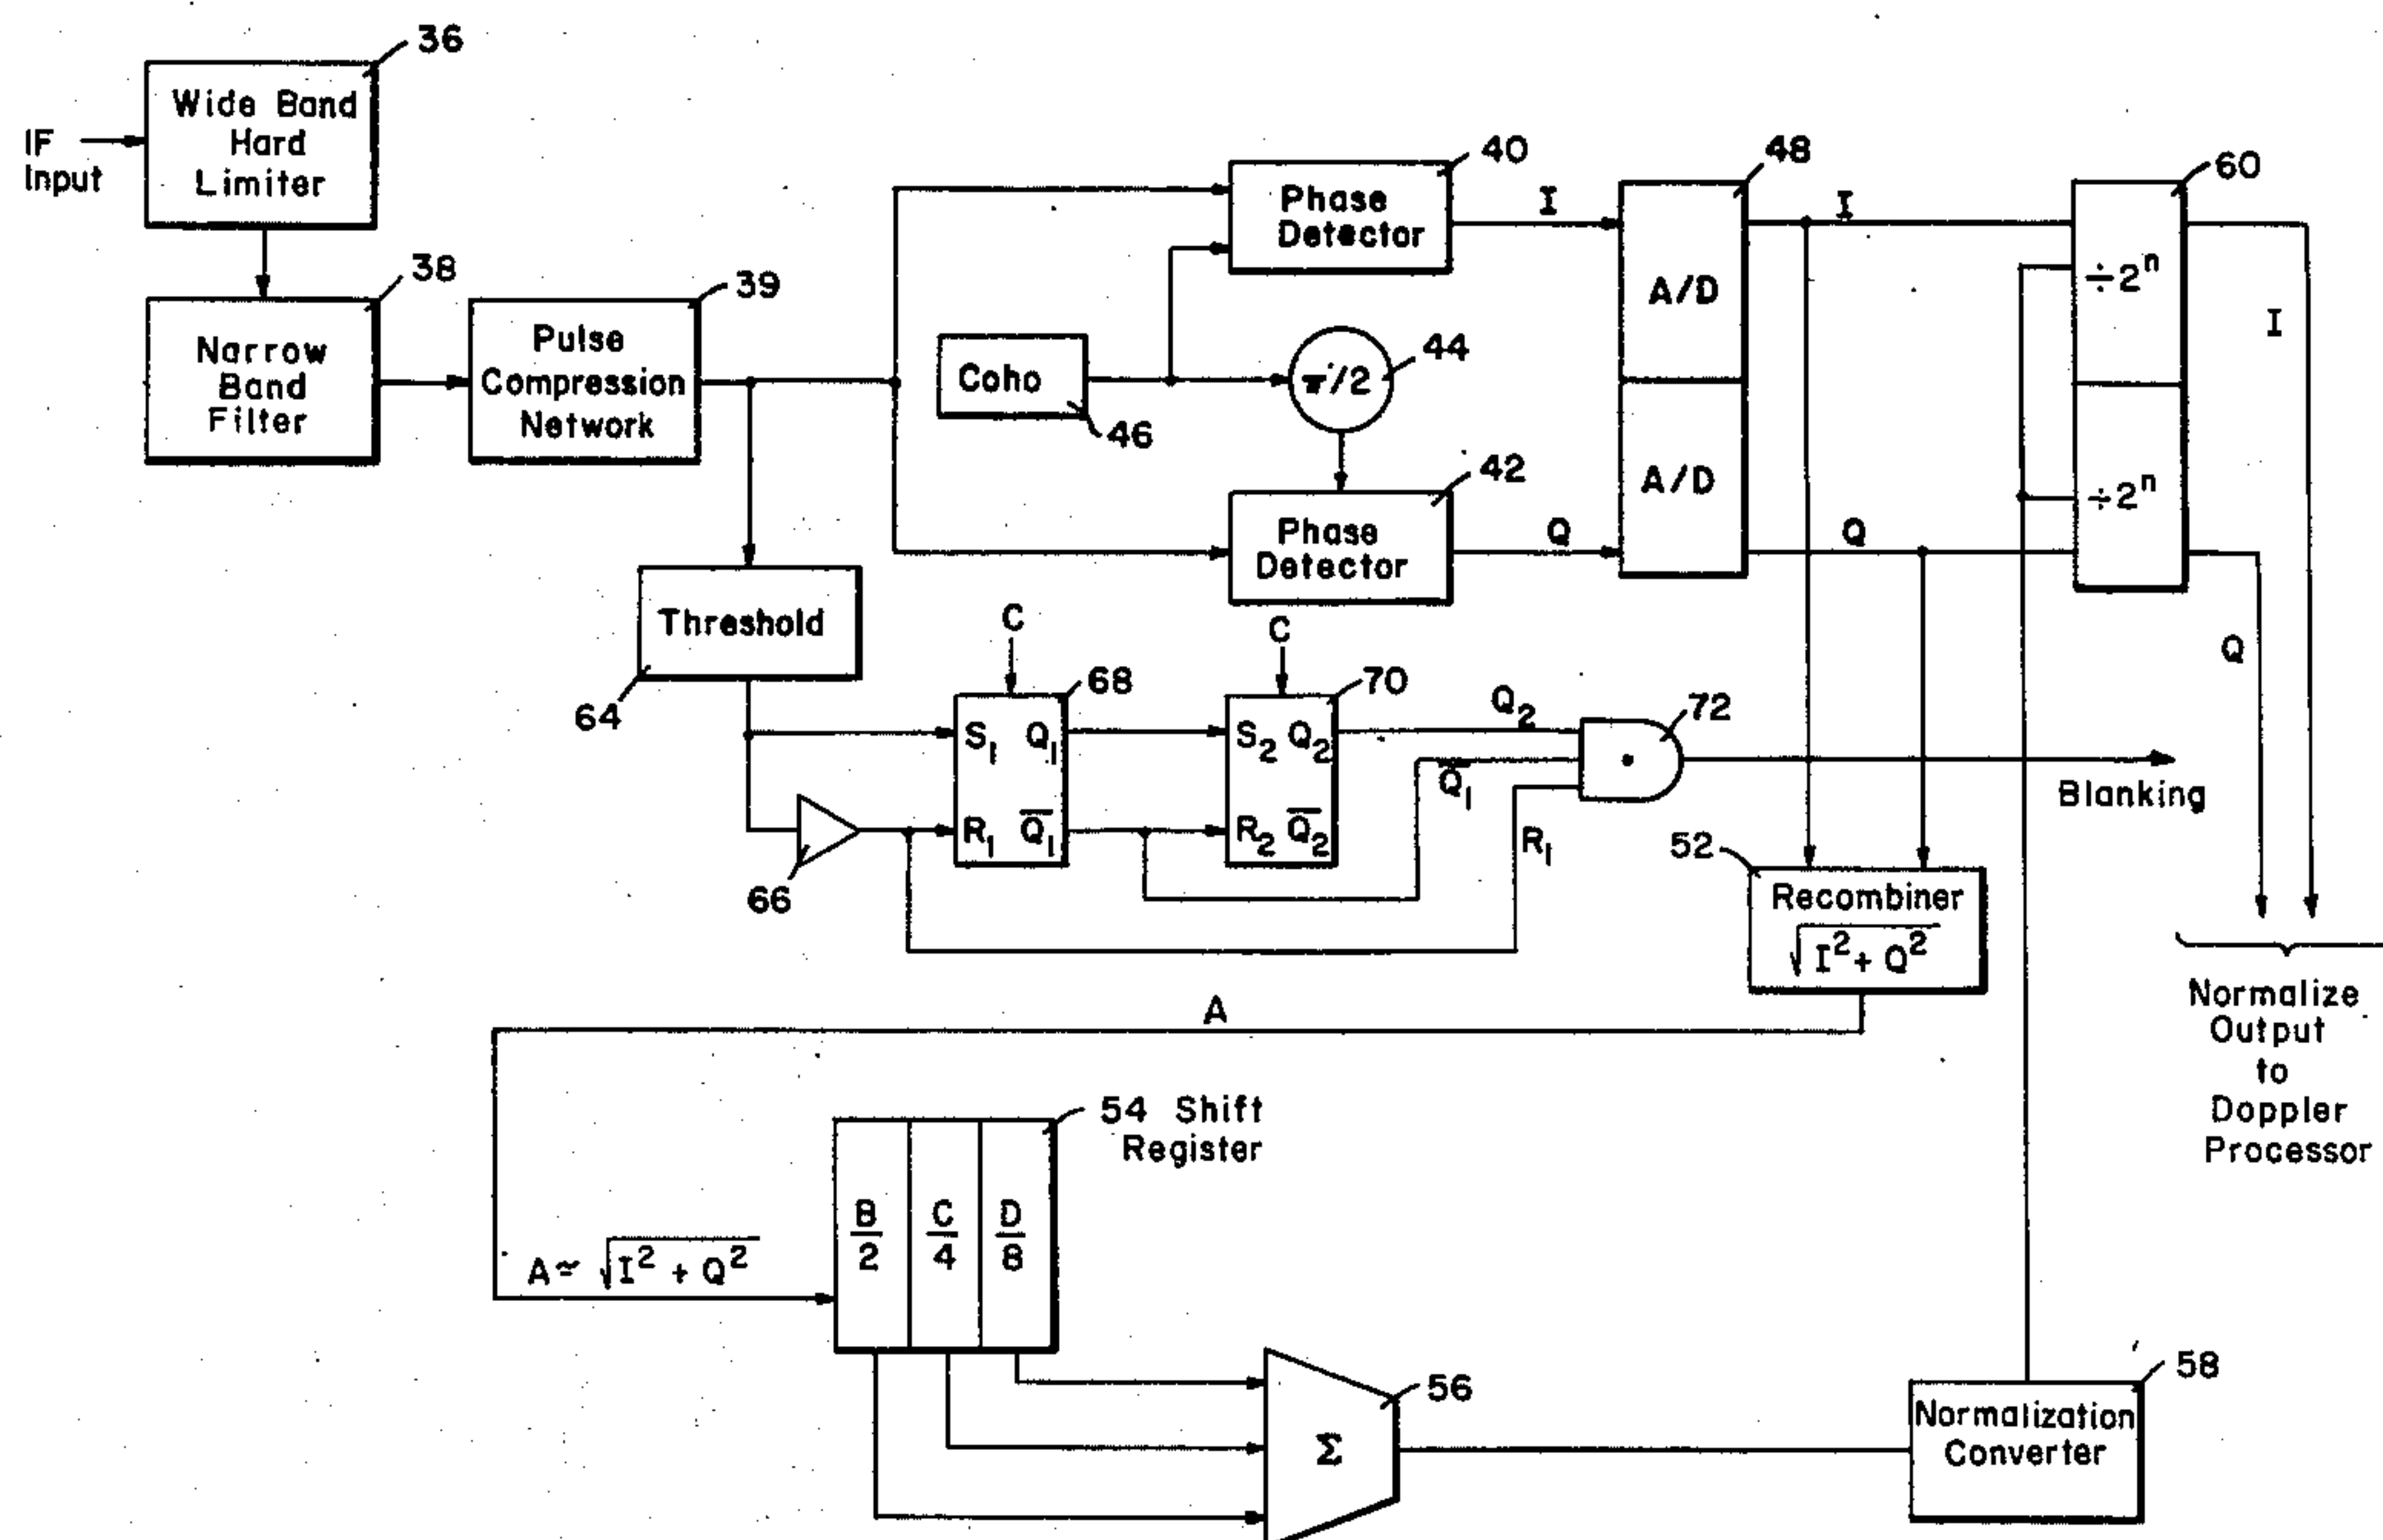 36
Wide Band
Hard
Limiter
IF
Input
38
Narrow
Band
Filter
39
Pulse
Compression
Network
40
Phase
Detector
I
48
A/D
A/D
I
60
÷2ⁿ
÷2ⁿ
I
Coho
46
π/2
44
42
Phase
Detector
Q
Q
Q
Threshold
64
66
C
68
S₁ Q₁
R₁ Q̅₁
C
70
S₂ Q₂
R₂ Q̅₂
Q₂
Q̅₁
R₁
72
Blanking
52
Recombiner
√I² + Q²
Normalize
Output
to
Doppler
Processor
A
54 Shift
Register
B/2 C/4 D/8
A≃ √I² + Q²
56
Σ
58
Normalization
Converter